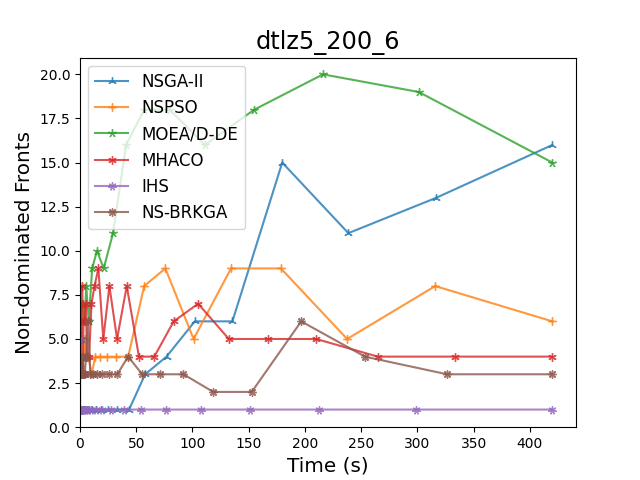 dtlz5_200_6
NSGA-II
NSPSO
MOEA/D-DE
MHACO
IHS
NS-BRKGA
Non-dominated Fronts
20.0
17.5
15.0
12.5
10.0
7.5
5.0
2.5
0.0
0 50 100 150 200 250 300 350 400
Time (s)